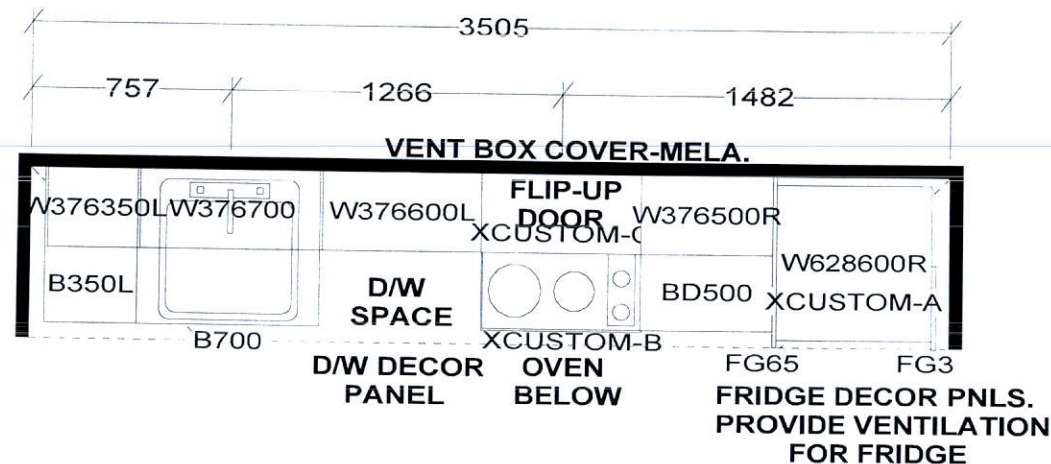 3505
757
1266
1482
VENT BOX COVER-MELA.
FLIP-UP
DOOR
W376350L
W376700
W376600L
W376500R
XCUSTOM-C
W628600R
XCUSTOM-A
B350L
D/W
SPACE
BD500
B700
XCUSTOM-B
D/W DECOR
PANEL
OVEN
BELOW
FG65
FG3
FRIDGE DECOR PNLS.
PROVIDE VENTILATION
FOR FRIDGE